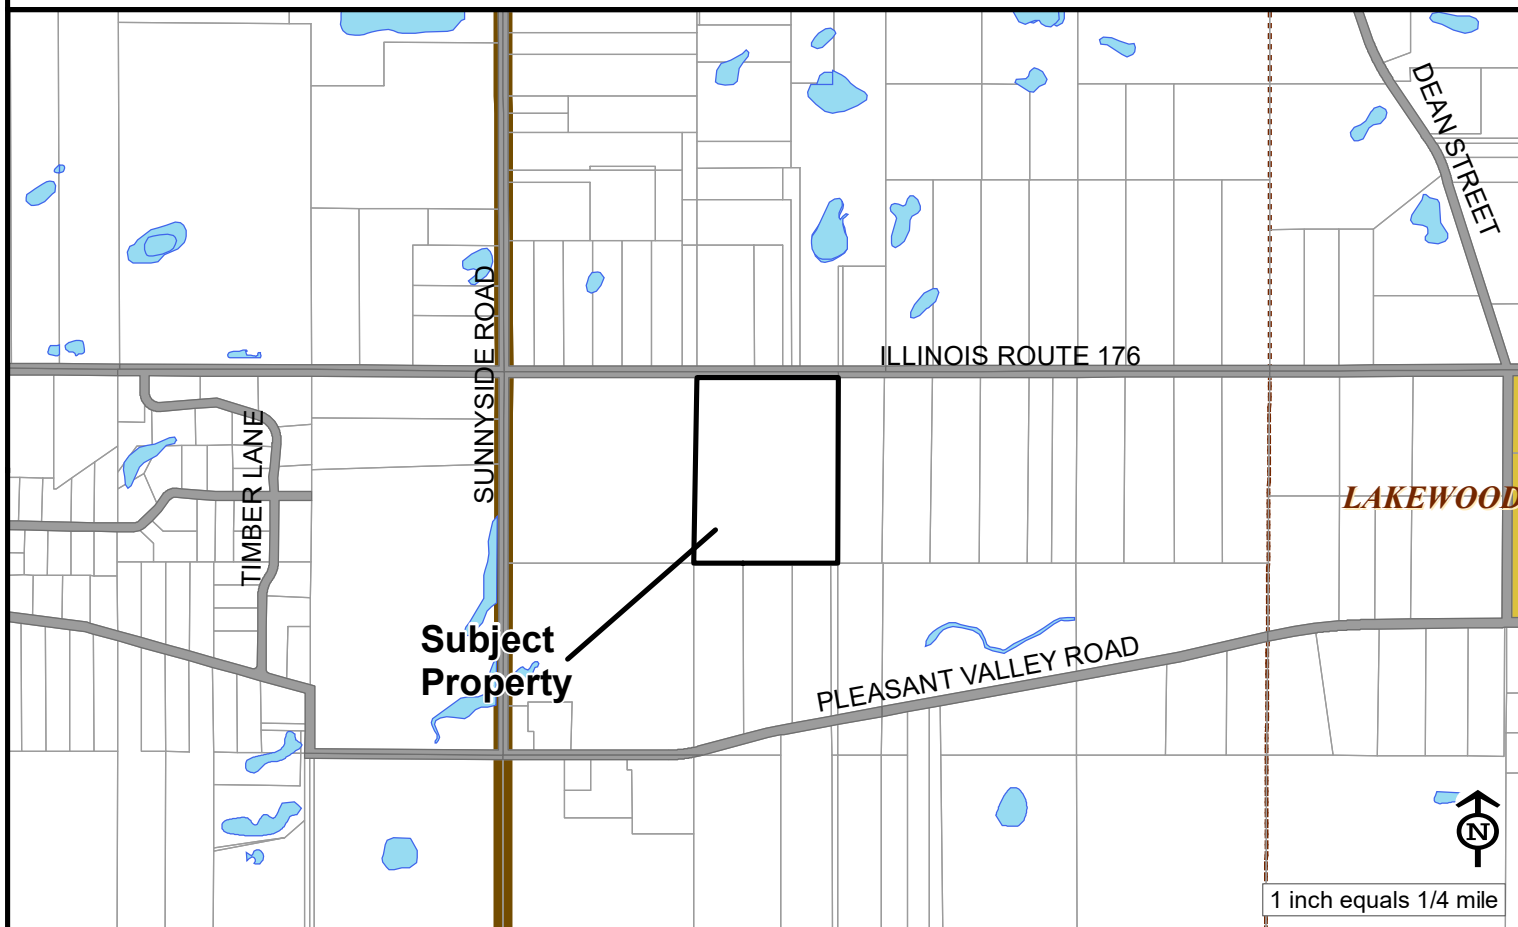 DEAN STREET
SUNNYSIDE ROAD
ILLINOIS ROUTE 176
TIMBER LANE
LAKEWOOD
Subject
Property
PLEASANT VALLEY ROAD
N
1 inch equals 1/4 mile